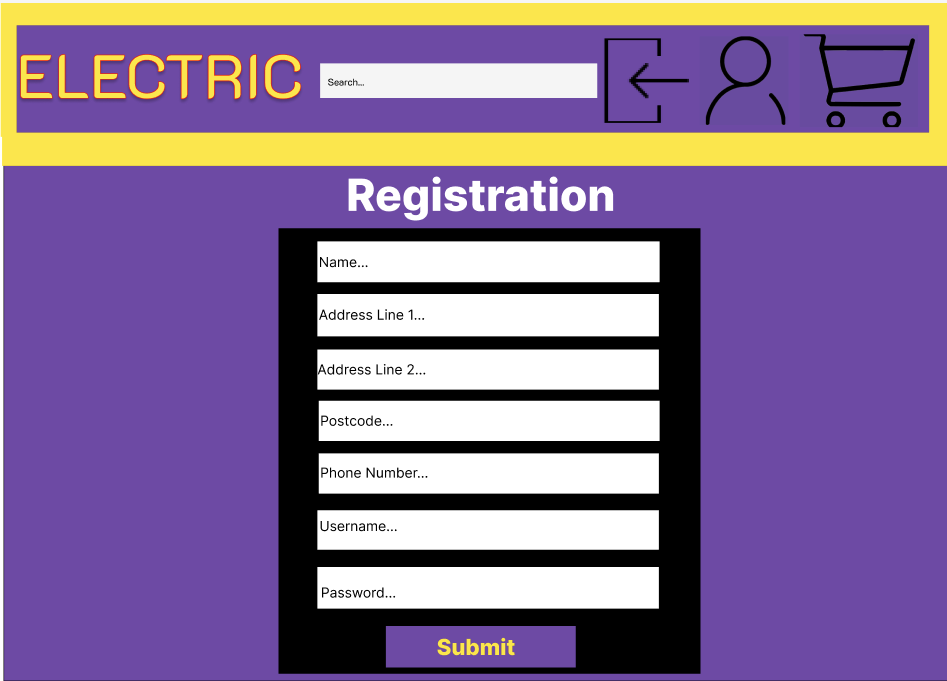 ELECTRIC
Search...
Registration
Name...
Address Line 1...
Address Line 2...
Postcode...
Phone Number...
Username...
Password...
Submit